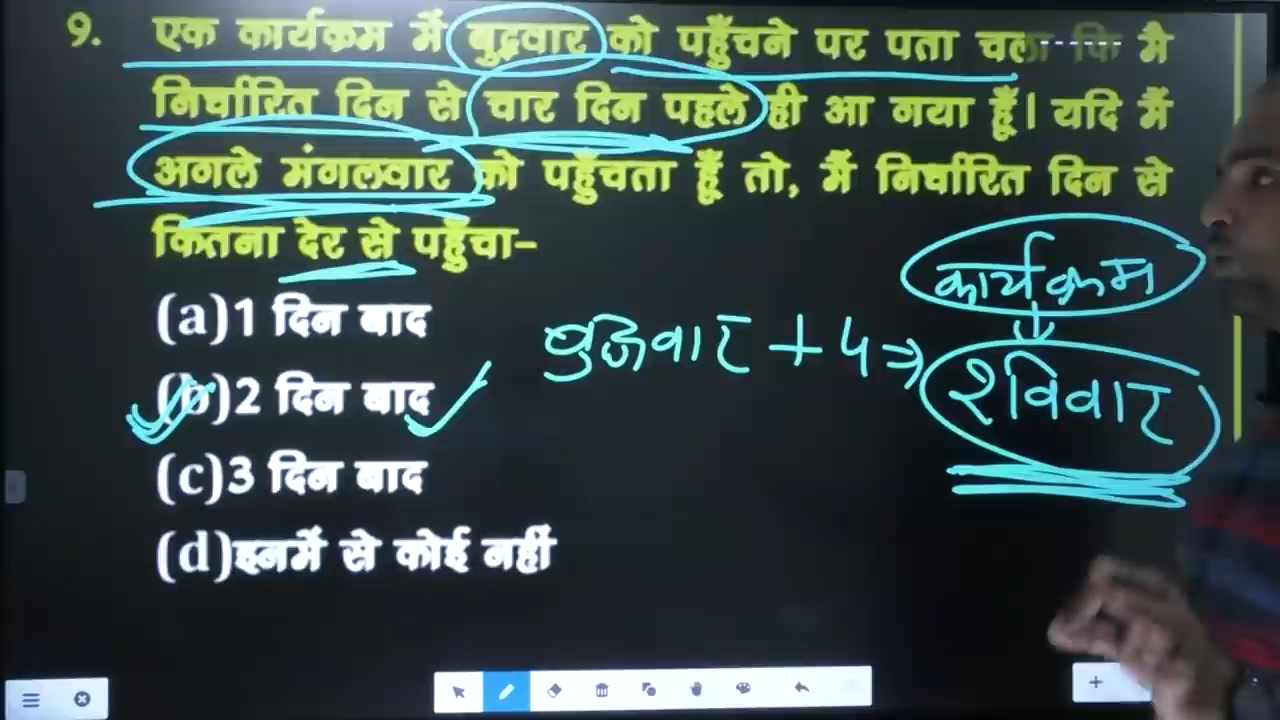 9. एक कार्यक्रम में बुद्धवार को पहुँचने पर पता चला कि मै
निर्धारित दिन से चार दिन पहले ही आ गया हूँ। यदि मैं
अगले मंगलवार को पहुँचता हूँ तो, मैं निर्धारित दिन से
कितना देर से पहुँचा-
(a)1 दिन बाद
(b)2 दिन बाद
(c)3 दिन बाद
(d)इनमें से कोई नहीं
कार्यक्रम
+ 4 ⇒ रविवार